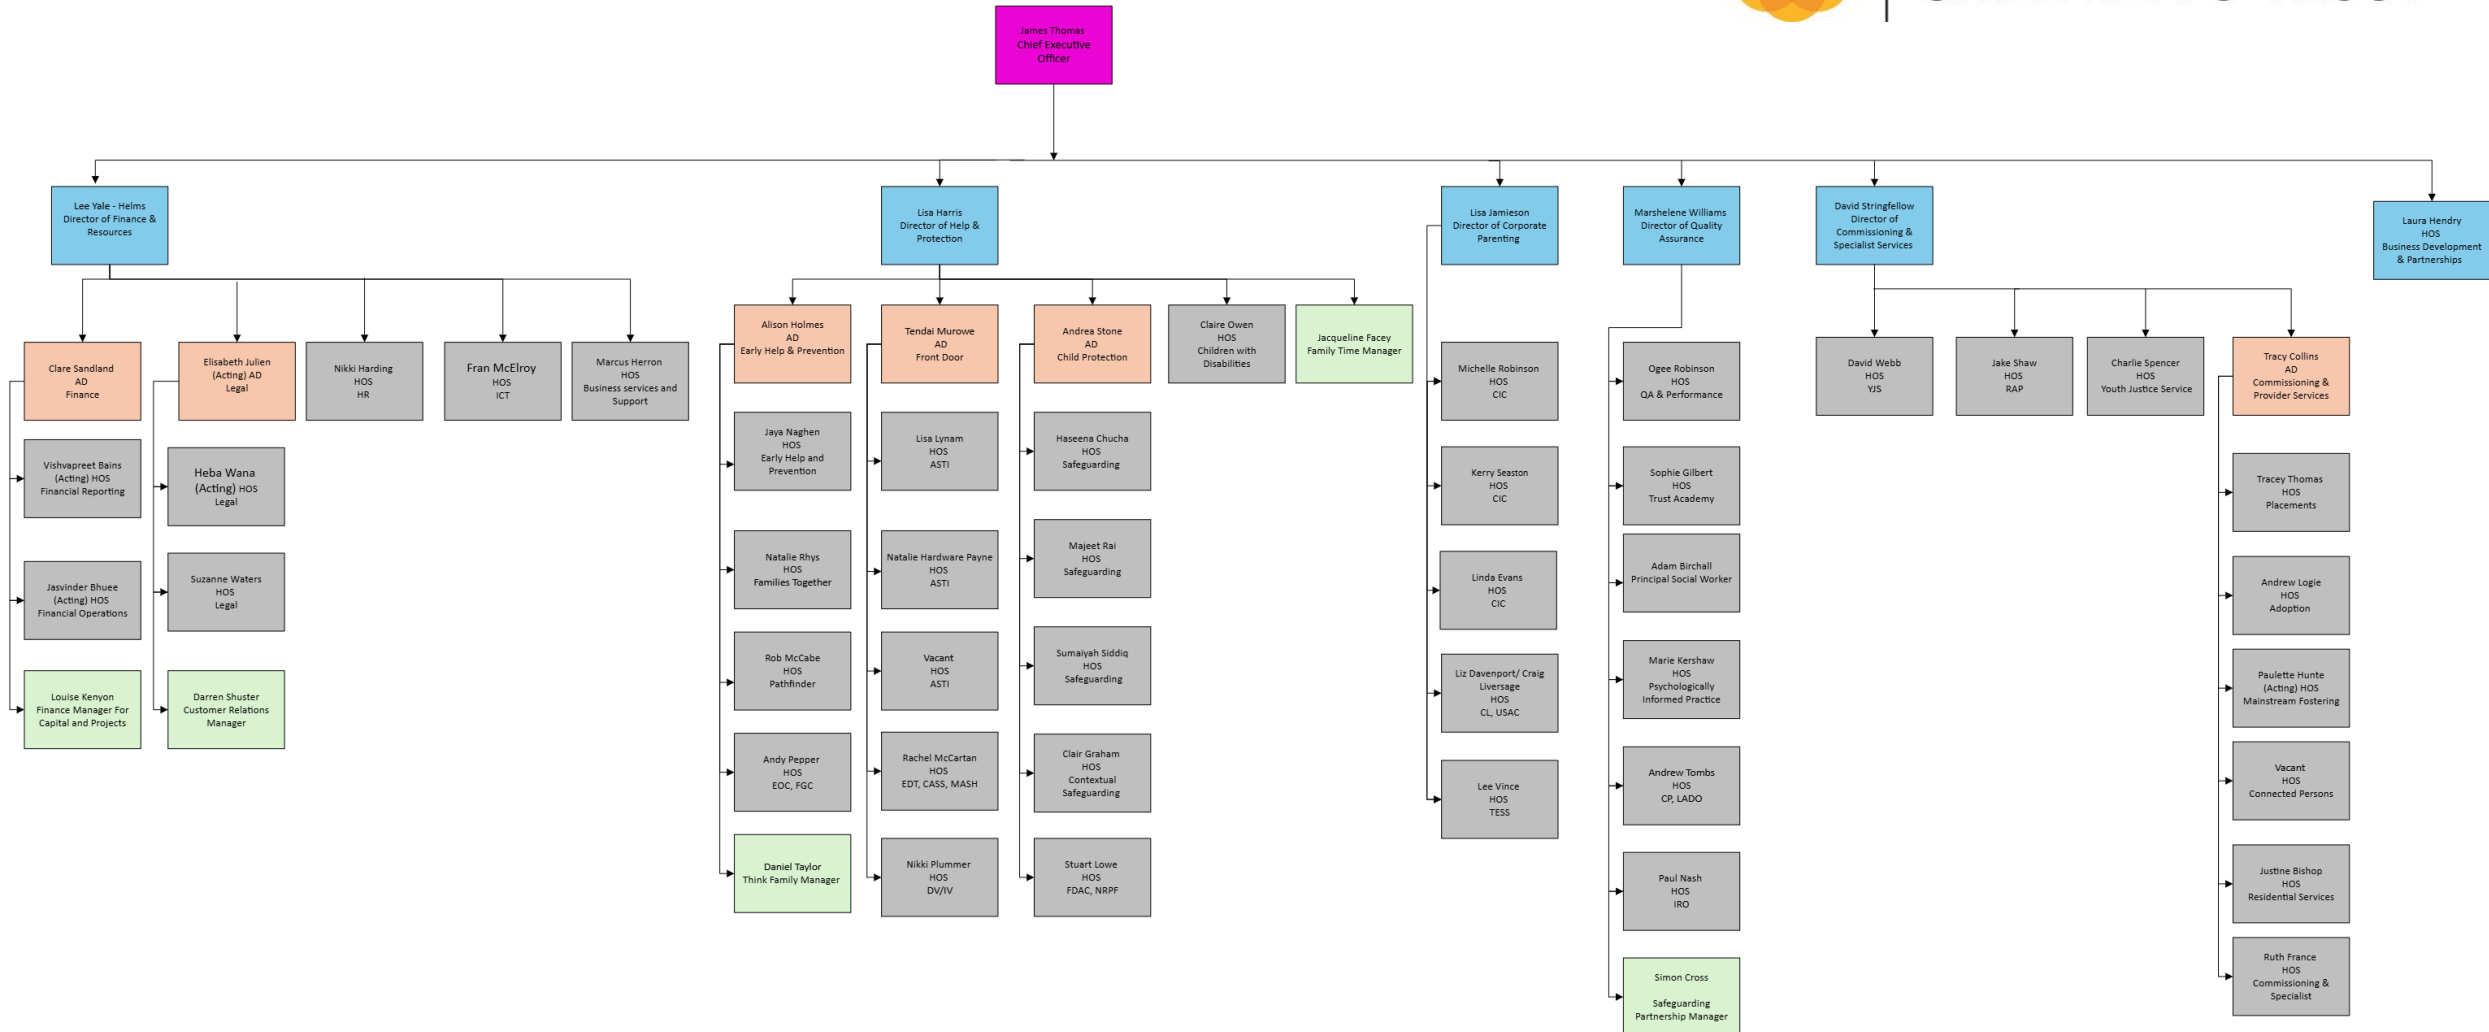 James Thomas
Chief Executive
Officer
Lee Yale - Helms
Director of Finance &
Resources
Lisa Harris
Director of Help &
Protection
Lisa Jamieson
Director of Corporate
Parenting
Marshelene Williams
Director of Quality
Assurance
David Stringfellow
Director of
Commissioning &
Specialist Services
Laura Hendry
HOS
Business Development
& Partnerships
Clare Sandland
AD
Finance
Elisabeth Julien
(Acting) AD
Legal
Nikki Harding
HOS
HR
Fran McElroy
HOS
ICT
Marcus Herron
HOS
Business services and
Support
Alison Holmes
AD
Early Help & Prevention
Tendai Murowe
AD
Front Door
Andrea Stone
AD
Child Protection
Claire Owen
HOS
Children with
Disabilities
Jacqueline Facey
Family Time Manager
David Webb
HOS
YJS
Jake Shaw
HOS
RAP
Charlie Spencer
HOS
Youth Justice Service
Tracy Collins
AD
Commissioning &
Provider Services
Vishvapreet Bains
(Acting) HOS
Financial Reporting
Jasvinder Bhuee
(Acting) HOS
Financial Operations
Louise Kenyon
Finance Manager For
Capital and Projects
Heba Wana
(Acting) HOS
Legal
Suzanne Waters
HOS
Legal
Darren Shuster
Customer Relations
Manager
Jaya Naghen
HOS
Early Help and
Prevention
Natalie Rhys
HOS
Families Together
Rob McCabe
HOS
Pathfinder
Andy Pepper
HOS
EOC, FGC
Daniel Taylor
Think Family Manager
Lisa Lynam
HOS
ASTI
Natalie Hardware Payne
HOS
ASTI
Vacant
HOS
ASTI
Rachel McCartan
HOS
EDT, CASS, MASH
Nikki Plummer
HOS
DV/IV
Haseena Chucha
HOS
Safeguarding
Majeet Rai
HOS
Safeguarding
Sumaiyah Siddiq
HOS
Safeguarding
Clair Graham
HOS
Contextual
Safeguarding
Stuart Lowe
HOS
FDAC, NRPF
Michelle Robinson
HOS
CIC
Kerry Seaston
HOS
CIC
Linda Evans
HOS
CIC
Liz Davenport/ Craig
Liversage
HOS
CL, USAC
Lee Vince
HOS
TESS
Ogee Robinson
HOS
QA & Performance
Sophie Gilbert
HOS
Trust Academy
Adam Birchall
Principal Social Worker
Marie Kershaw
HOS
Psychologically
Informed Practice
Andrew Tombs
HOS
CP, LADO
Paul Nash
HOS
IRO
Simon Cross
Safeguarding
Partnership Manager
Tracey Thomas
HOS
Placements
Andrew Logie
HOS
Adoption
Paulette Hunte
(Acting) HOS
Mainstream Fostering
Vacant
HOS
Connected Persons
Justine Bishop
HOS
Residential Services
Ruth France
HOS
Commissioning &
Specialist